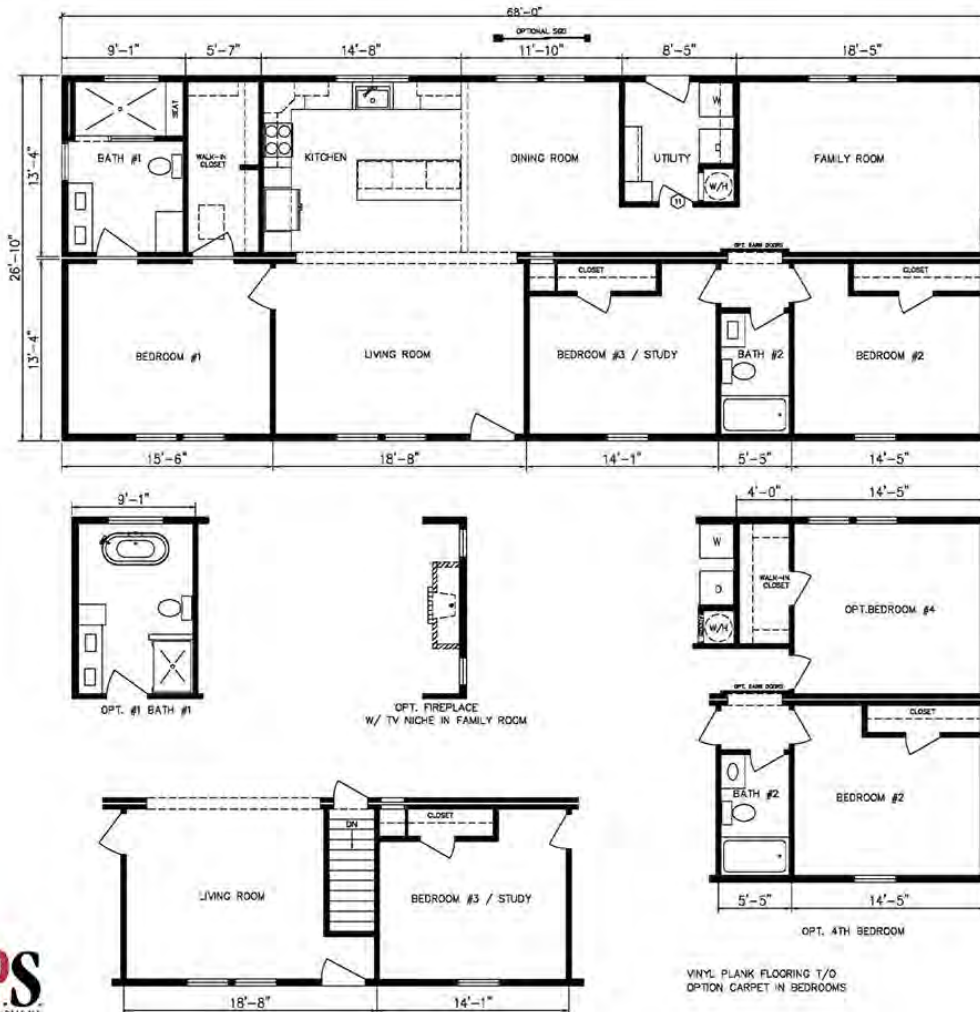 68'-0"
OPTIONAL SGD
9'-1" 5'-7" 14'-8" 11'-10" 8'-5" 18'-5"
SEAT
W
D
13'-4"
BATH #1
WALK-IN
CLOSET
KITCHEN
DINING ROOM
UTILITY
FAMILY ROOM
W/H
11
26'-10"
OPT. BARN DOORS
CLOSET
CLOSET
13'-4"
BEDROOM #1
LIVING ROOM
BEDROOM #3 / STUDY
BATH #2
BEDROOM #2
15'-6" 18'-8" 14'-1" 5'-5" 14'-5"
9'-1"
OPT. #1 BATH #1
OPT. FIREPLACE
W/ TV NICHE IN FAMILY ROOM
4'-0" 14'-5"
W
D
W/H
WALK-IN
CLOSET
OPT.BEDROOM #4
OPT. BARN DOORS
CLOSET
BATH #2
BEDROOM #2
5'-5" 14'-5"
OPT. 4TH BEDROOM
DN
CLOSET
LIVING ROOM
BEDROOM #3 / STUDY
18'-8" 14'-1"
VINYL PLANK FLOORING T/O
OPTION CARPET IN BEDROOMS